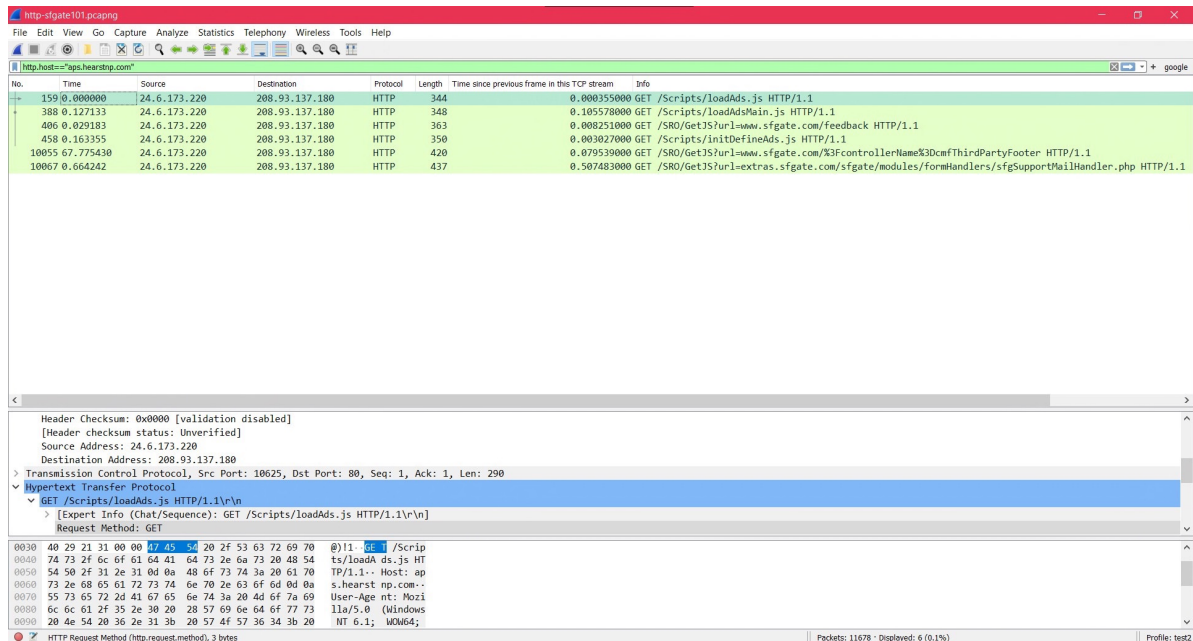 http-sfgate101.pcapng
File Edit View Go Capture Analyze Statistics Telephony Wireless Tools Help
http.host=="aps.hearstnp.com"
+ google
No. Time Source Destination Protocol Length Time since previous frame in this TCP stream Info
159 0.000000 24.6.173.220 208.93.137.180 HTTP 344 0.000355000 GET /Scripts/loadAds.js HTTP/1.1
388 0.127133 24.6.173.220 208.93.137.180 HTTP 348 0.105578000 GET /Scripts/loadAdsMain.js HTTP/1.1
406 0.029183 24.6.173.220 208.93.137.180 HTTP 363 0.008251000 GET /SRO/GetJS?url=www.sfgate.com/feedback HTTP/1.1
458 0.163355 24.6.173.220 208.93.137.180 HTTP 350 0.003027000 GET /Scripts/initDefineAds.js HTTP/1.1
10055 67.775430 24.6.173.220 208.93.137.180 HTTP 420 0.079539000 GET /SRO/GetJS?url=www.sfgate.com/%3FcontrollerName%3DcmfThirdPartyFooter HTTP/1.1
10067 0.664242 24.6.173.220 208.93.137.180 HTTP 437 0.507483000 GET /SRO/GetJS?url=extras.sfgate.com/sfgate/modules/formHandlers/sfgSupportMailHandler.php HTTP/1.1
Header Checksum: 0x0000 [validation disabled]
[Header checksum status: Unverified]
Source Address: 24.6.173.220
Destination Address: 208.93.137.180
Transmission Control Protocol, Src Port: 10625, Dst Port: 80, Seq: 1, Ack: 1, Len: 290
Hypertext Transfer Protocol
GET /Scripts/loadAds.js HTTP/1.1\r\n
[Expert Info (Chat/Sequence): GET /Scripts/loadAds.js HTTP/1.1\r\n]
Request Method: GET
0030 40 29 21 31 00 00 47 45 54 20 2f 53 63 72 69 70 @)!1··GE T /Scrip
0040 74 73 2f 6c 6f 61 64 41 64 73 2e 6a 73 20 48 54 ts/loadA ds.js HT
0050 54 50 2f 31 2e 31 0d 0a 48 6f 73 74 3a 20 61 70 TP/1.1·· Host: ap
0060 73 2e 68 65 61 72 73 74 6e 70 2e 63 6f 6d 0d 0a s.hearst np.com··
0070 55 73 65 72 2d 41 67 65 6e 74 3a 20 4d 6f 7a 69 User-Age nt: Mozi
0080 6c 6c 61 2f 35 2e 30 20 28 57 69 6e 64 6f 77 73 lla/5.0 (Windows
0090 20 4e 54 20 36 2e 31 3b 20 57 4f 57 36 34 3b 20 NT 6.1; WOW64;
HTTP Request Method (http.request.method), 3 bytes
Packets: 11678 · Displayed: 6 (0.1%)
Profile: test2